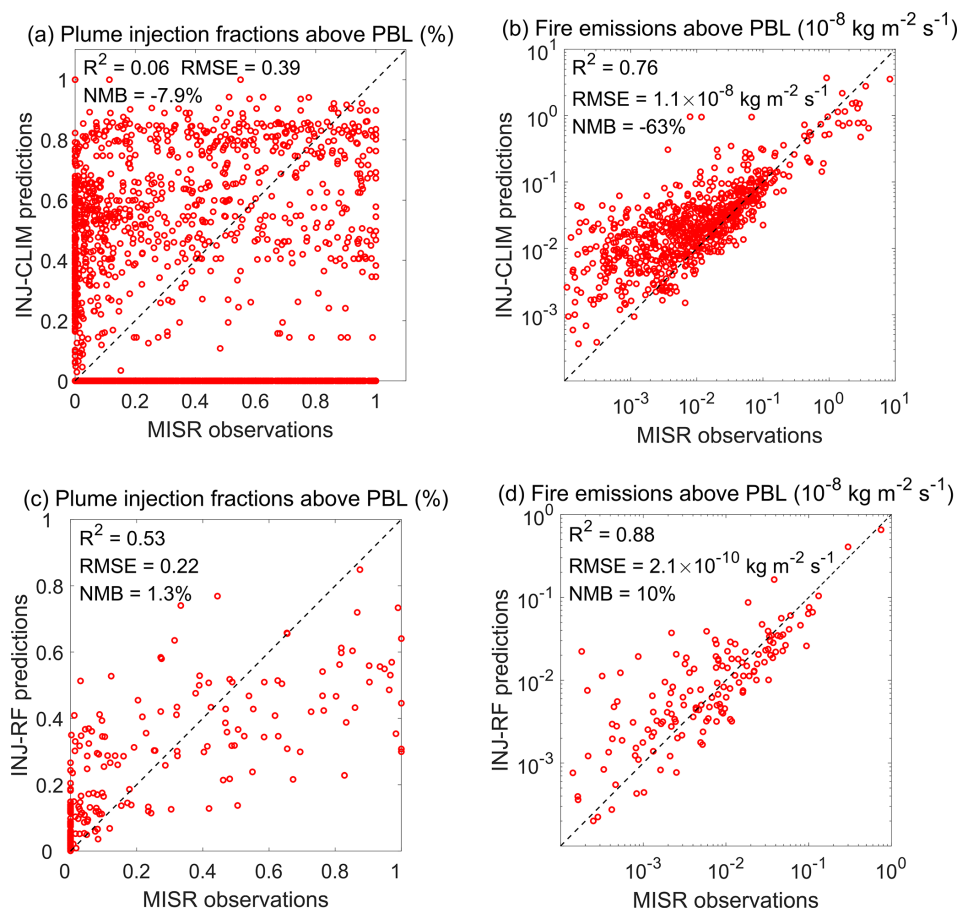 (a) Plume injection fractions above PBL (%)
R² = 0.06 RMSE = 0.39
NMB = -7.9%
1
0.8
0.6
0.4
0.2
0
INJ-CLIM predictions
0 0.2 0.4 0.6 0.8 1
MISR observations
(b) Fire emissions above PBL (10⁻⁸ kg m⁻² s⁻¹)
R² = 0.76
RMSE = 1.1×10⁻⁸ kg m⁻² s⁻¹
NMB = -63%
10¹
10⁰
10⁻¹
10⁻²
10⁻³
INJ-CLIM predictions
10⁻³ 10⁻² 10⁻¹ 10⁰ 10¹
MISR observations
(c) Plume injection fractions above PBL (%)
R² = 0.53
RMSE = 0.22
NMB = 1.3%
1
0.8
0.6
0.4
0.2
0
INJ-RF predictions
0 0.2 0.4 0.6 0.8 1
MISR observations
(d) Fire emissions above PBL (10⁻⁸ kg m⁻² s⁻¹)
R² = 0.88
RMSE = 2.1×10⁻¹⁰ kg m⁻² s⁻¹
NMB = 10%
10⁰
10⁻¹
10⁻²
10⁻³
INJ-RF predictions
10⁻³ 10⁻² 10⁻¹ 10⁰
MISR observations